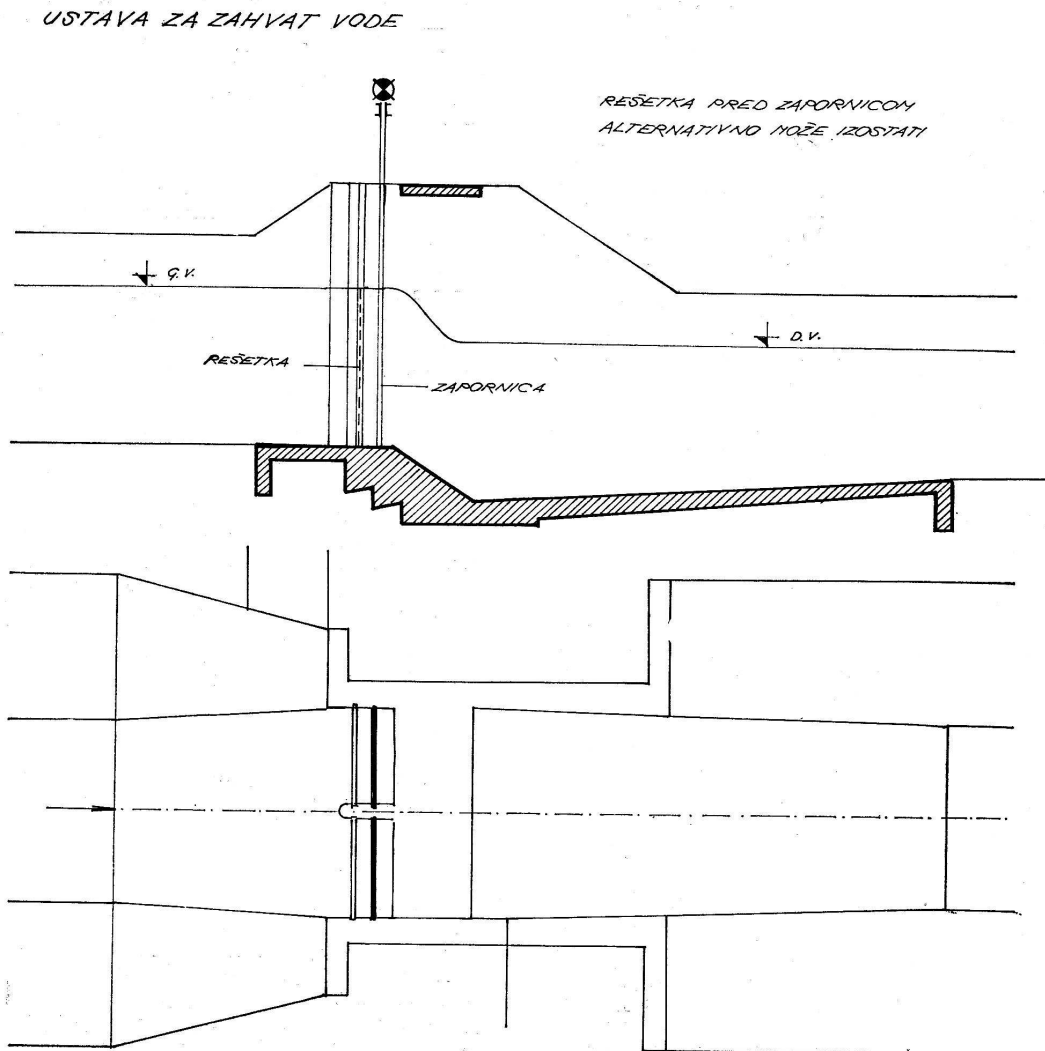 USTAVA ZA ZAHVAT VODE
REŠETKA PRED ZAPORNICOM
ALTERNATIVNO MOŽE IZOSTATI
G.V.
D.V.
REŠETKA
ZAPORNICA